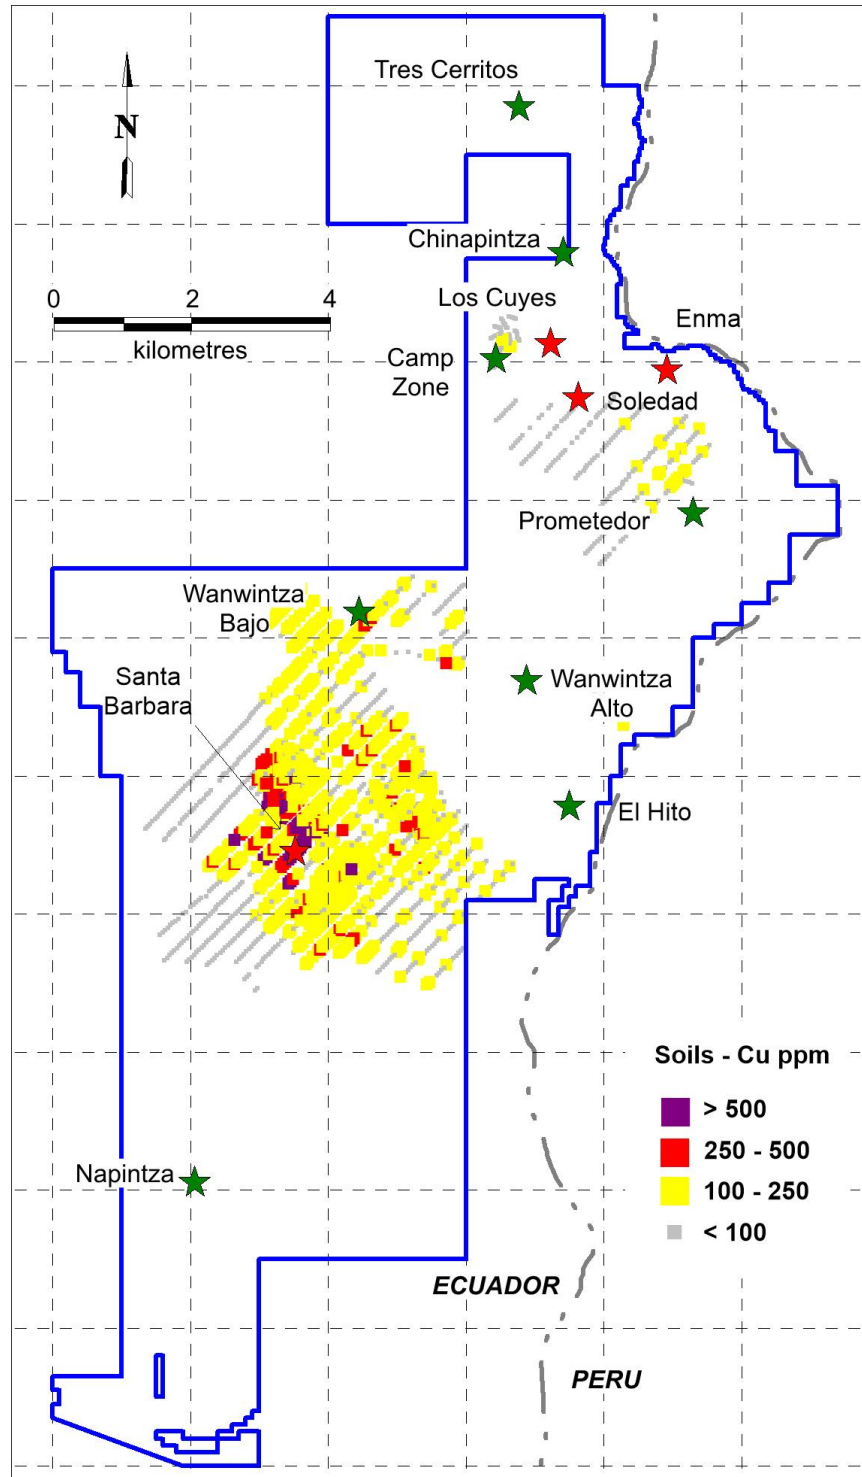 Tres Cerritos
N
Chinapintza
0 2 4
kilometres
Los Cuyes
Enma
Camp
Zone
Soledad
Prometedor
Wanwintza
Bajo
Santa
Barbara
Wanwintza
Alto
El Hito
Soils - Cu ppm
> 500
250 - 500
100 - 250
< 100
Napintza
ECUADOR
PERU